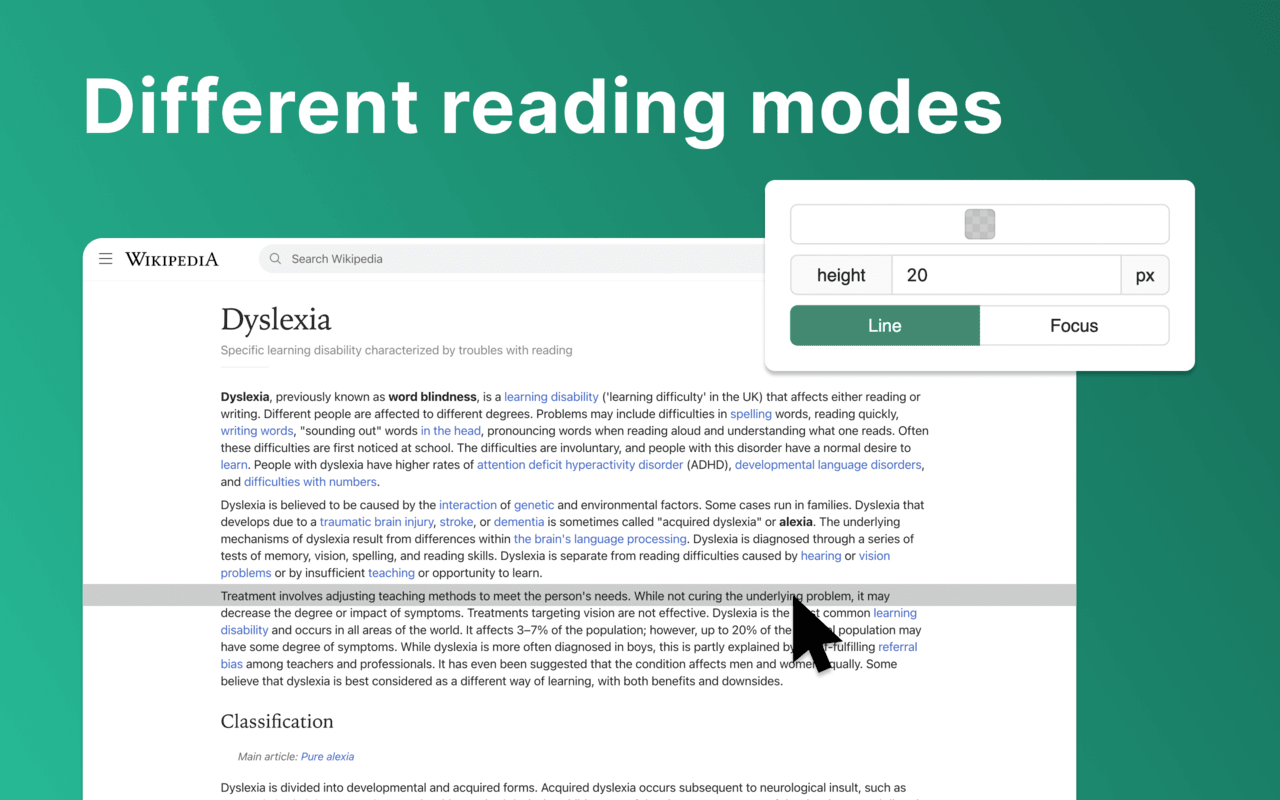 Different reading modes
height 20 px
Line Focus
WIKIPEDIA Search Wikipedia
Dyslexia
Specific learning disability characterized by troubles with reading
Dyslexia, previously known as word blindness, is a learning disability ('learning difficulty' in the UK) that affects either reading or
writing. Different people are affected to different degrees. Problems may include difficulties in spelling words, reading quickly,
writing words, "sounding out" words in the head, pronouncing words when reading aloud and understanding what one reads. Often
these difficulties are first noticed at school. The difficulties are involuntary, and people with this disorder have a normal desire to
learn. People with dyslexia have higher rates of attention deficit hyperactivity disorder (ADHD), developmental language disorders,
and difficulties with numbers.
Dyslexia is believed to be caused by the interaction of genetic and environmental factors. Some cases run in families. Dyslexia that
develops due to a traumatic brain injury, stroke, or dementia is sometimes called "acquired dyslexia" or alexia. The underlying
mechanisms of dyslexia result from differences within the brain's language processing. Dyslexia is diagnosed through a series of
tests of memory, vision, spelling, and reading skills. Dyslexia is separate from reading difficulties caused by hearing or vision
problems or by insufficient teaching or opportunity to learn.
Treatment involves adjusting teaching methods to meet the person's needs. While not curing the underlying problem, it may
decrease the degree or impact of symptoms. Treatments targeting vision are not effective. Dyslexia is the common learning
disability and occurs in all areas of the world. It affects 3–7% of the population; however, up to 20% of the population may
have some degree of symptoms. While dyslexia is more often diagnosed in boys, this is partly explained by -fulfilling referral
bias among teachers and professionals. It has even been suggested that the condition affects men and women equally. Some
believe that dyslexia is best considered as a different way of learning, with both benefits and downsides.
Classification
Main article: Pure alexia
Dyslexia is divided into developmental and acquired forms. Acquired dyslexia occurs subsequent to neurological insult, such as